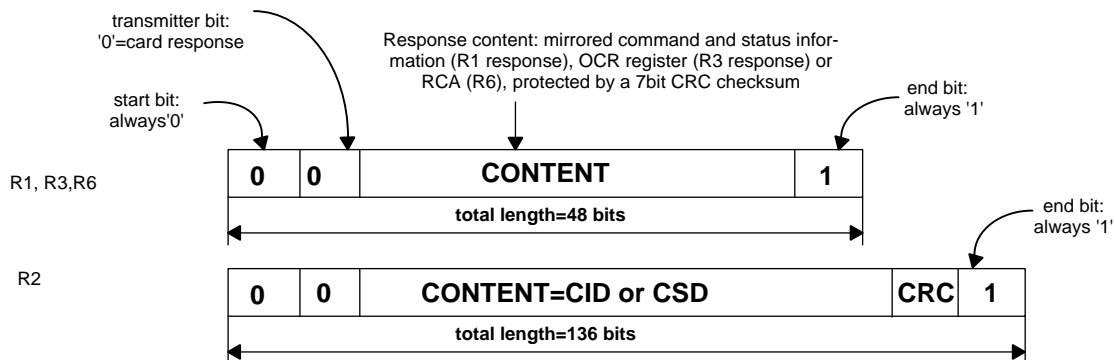 transmitter bit:
'0'=card response
Response content: mirrored command and status infor-
mation (R1 response), OCR register (R3 response) or
RCA (R6), protected by a 7bit CRC checksum
start bit:
always'0'
end bit:
always '1'
R1, R3,R6
0 0 CONTENT 1
total length=48 bits
end bit:
always '1'
R2
0 0 CONTENT=CID or CSD CRC 1
total length=136 bits